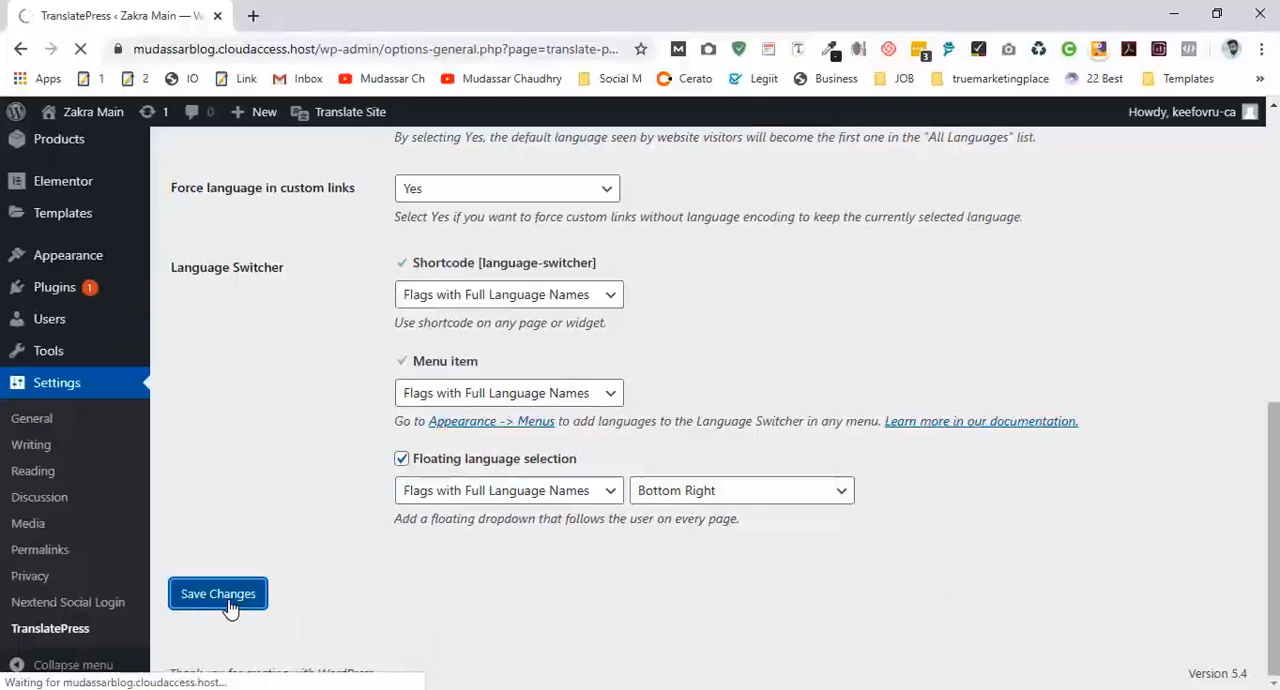 TranslatePress ‹ Zakra Main — W
mudassarblog.cloudaccess.host/wp-admin/options-general.php?page=translate-p...
Apps 1 2 IO Link Inbox Mudassar Ch Mudassar Chaudhry Social M Cerato Legiit Business JOB truemarketingplace 22 Best Templates »
Zakra Main 1 0 New Translate Site Howdy, keefovru-ca
Products
Elementor
Templates
Appearance
Plugins 1
Users
Tools
Settings
General
Writing
Reading
Discussion
Media
Permalinks
Privacy
Nextend Social Login
TranslatePress
Collapse menu
By selecting Yes, the default language seen by website visitors will become the first one in the "All Languages" list.
Force language in custom links Yes
Select Yes if you want to force custom links without language encoding to keep the currently selected language.
Language Switcher Shortcode [language-switcher]
Flags with Full Language Names
Use shortcode on any page or widget.
Menu item
Flags with Full Language Names
Go to Appearance -> Menus to add languages to the Language Switcher in any menu. Learn more in our documentation.
Floating language selection
Flags with Full Language Names Bottom Right
Add a floating dropdown that follows the user on every page.
Save Changes
Thank you for creating with WordPress. Version 5.4
Waiting for mudassarblog.cloudaccess.host...